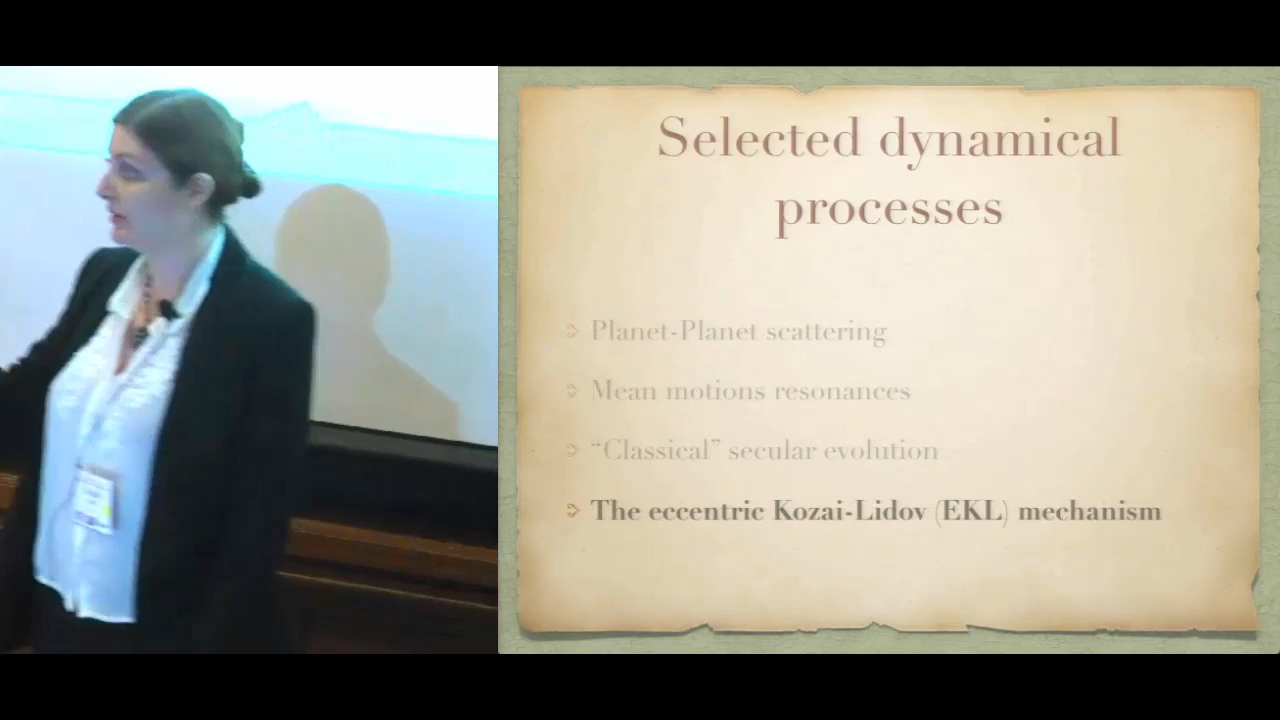 Selected dynamical
processes
Planet-Planet scattering
Mean motions resonances
“Classical” secular evolution
The eccentric Kozai-Lidov (EKL) mechanism